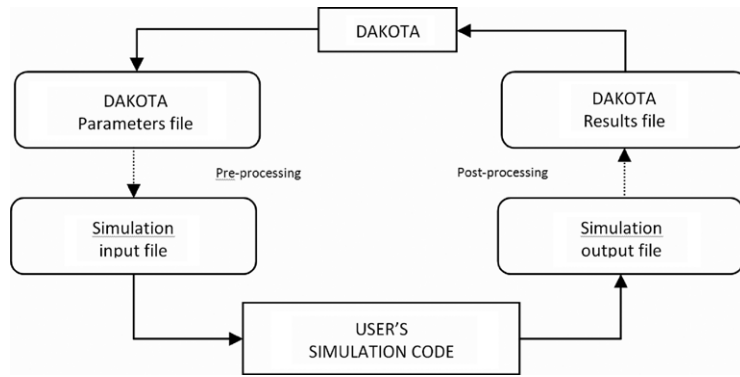 DAKOTA
DAKOTA
Parameters file
DAKOTA
Results file
Pre-processing
Post-processing
Simulation
input file
Simulation
output file
USER'S
SIMULATION CODE